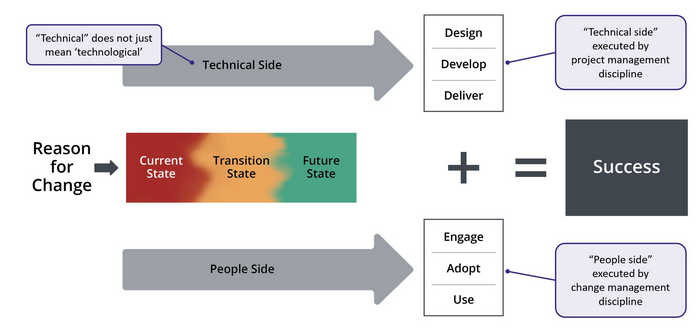 “Technical” does not just
mean ‘technological’
Technical Side
Design
Develop
Deliver
“Technical side”
executed by
project management
discipline
Reason
for
Change
Current
State
Transition
State
Future
State
+
=
Success
People Side
Engage
Adopt
Use
“People side”
executed by
change management
discipline